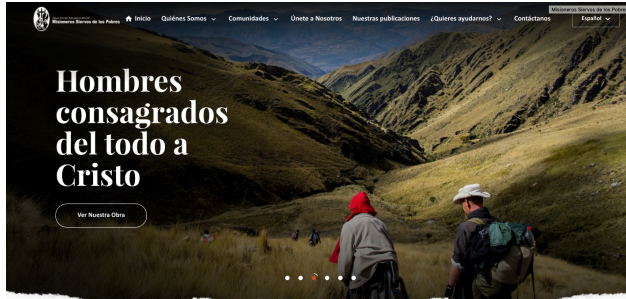 Misioneros Siervos de los Pobres
Misioneros Siervos de los Pobres
Inicio
Quiénes Somos
Comunidades
Únete a Nosotros
Nuestras publicaciones
¿Quieres ayudarnos?
Contáctanos
Español
Hombres
consagrados
del todo a
Cristo
Ver Nuestra Obra